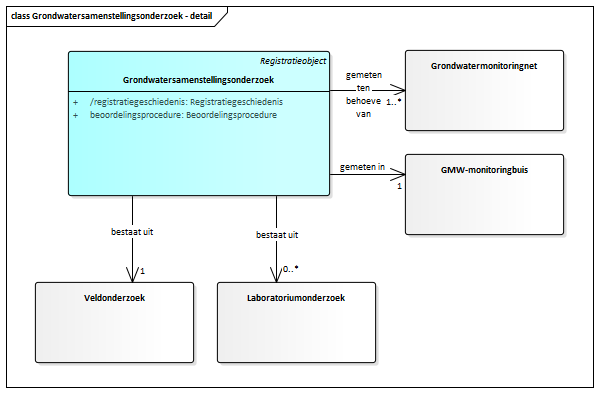 class Grondwatersamenstellingsonderzoek - detail
Registratieobject
Grondwatersamenstellingsonderzoek
+ /registratiegeschiedenis: Registratiegeschiedenis
+ beoordelingsprocedure: Beoordelingsprocedure
gemeten
ten
behoeve
van
1..*
Grondwatermonitoringnet
gemeten in
1
GMW-monitoringbuis
bestaat uit
1
bestaat uit
0..*
Veldonderzoek
Laboratoriumonderzoek